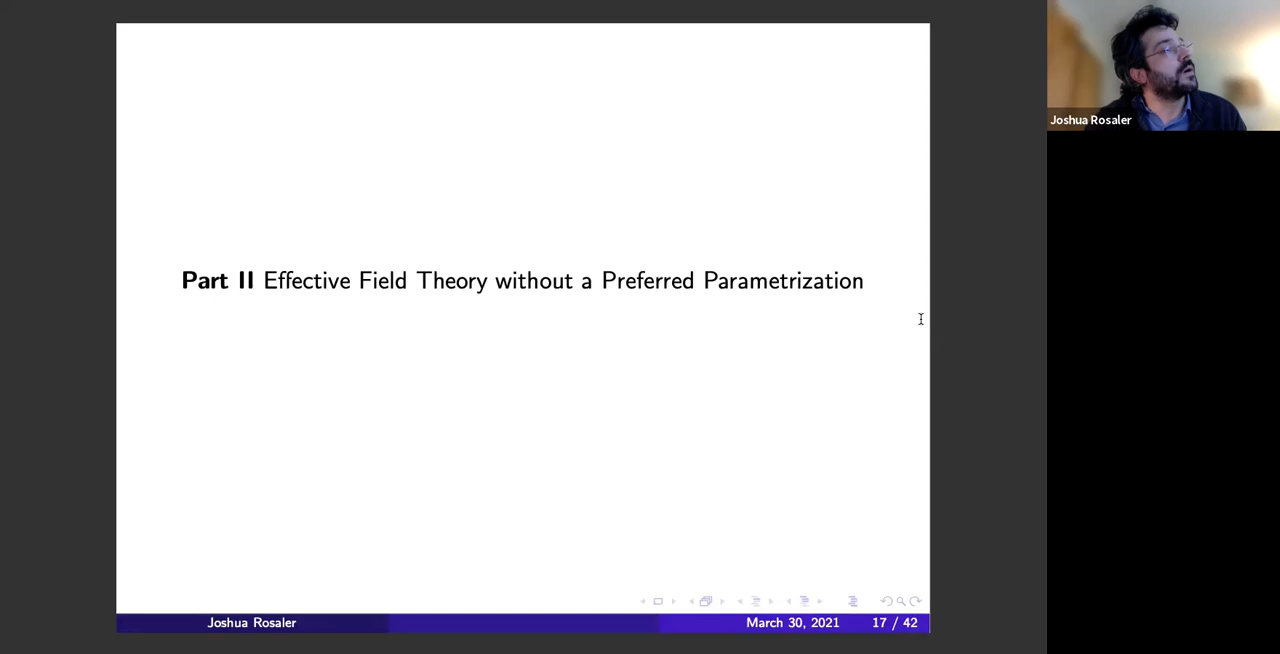 Joshua Rosaler
Part II Effective Field Theory without a Preferred Parametrization
Joshua Rosaler March 30, 2021 17 / 42